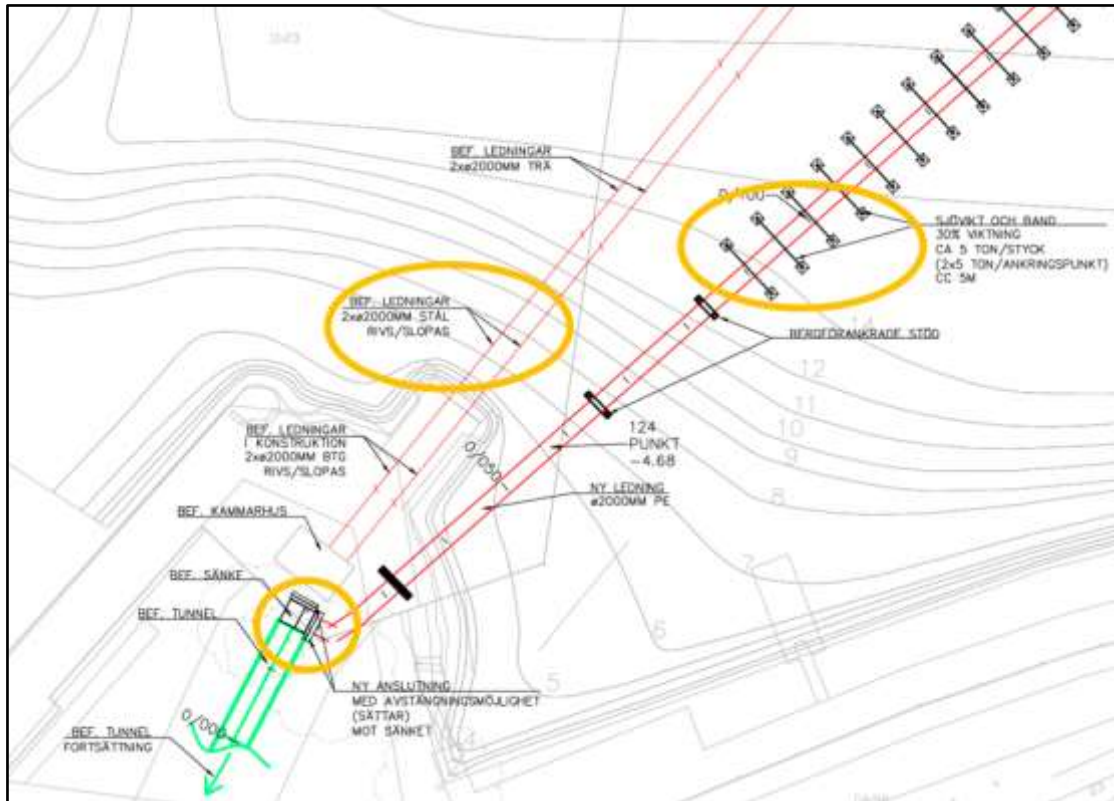 BEF. LEDNINGAR
2xø2000MM TRÄ
0/100
SJÖVIKT OCH BAND
30% VIKTNING
CA 5 TON/STYCK
(2x5 TON/ANKRINGSPUNKT)
CC 5M
BEF. LEDNINGAR
2xø2000MM STÅL
RIVS/SLOPAS
BERGFÖRANKRADE STÖD
14
12
11
10
9
8
7
6
5
4
BEF. LEDNINGAR
I KONSTRUKTION
2xø2000MM BTG
RIVS/SLOPAS
124
PUNKT
-4.68
0/050
NY LEDNING
ø2000MM PE
BEF. KAMMARHUS
BEF. SÄNKE
BEF. TUNNEL
NY ANSLUTNING
MED AVSTÄNGNINGSMÖJLIGHET
(SÄTTAR)
MOT SÄNKET
0/000
BEF. TUNNEL
FORTSÄTTNING